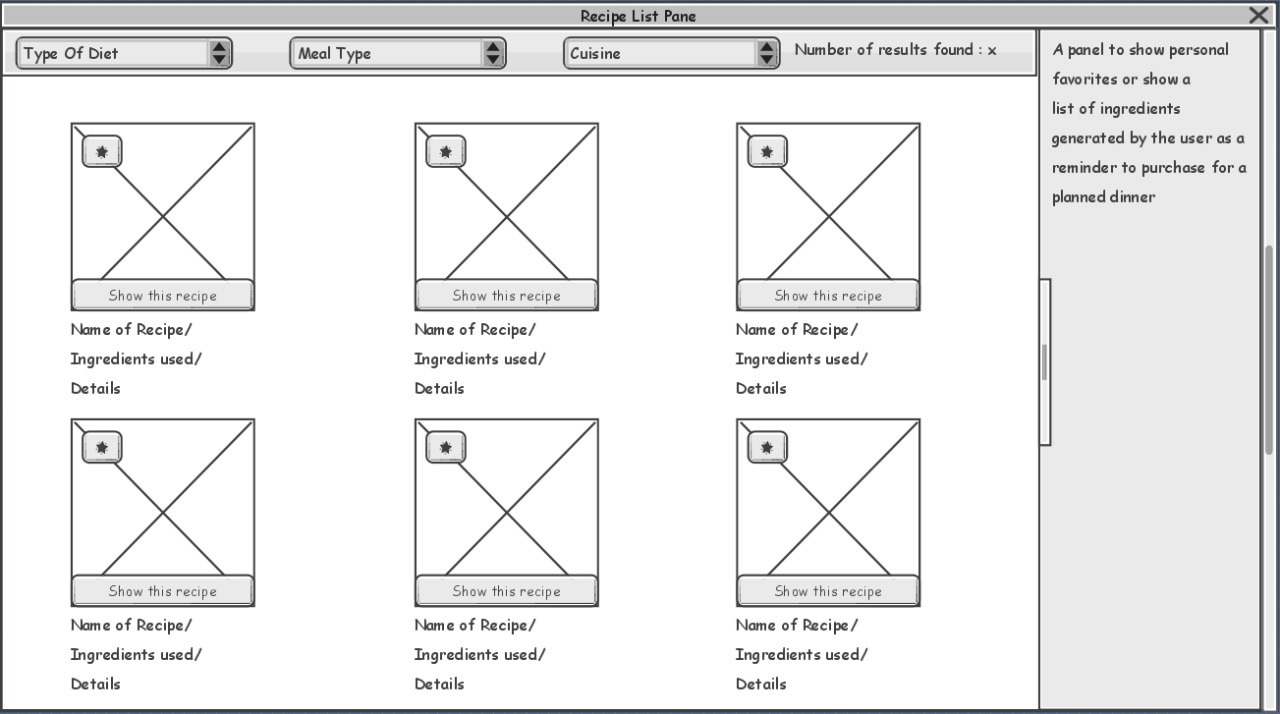 Recipe List Pane
Type Of Diet
Meal Type
Cuisine
Number of results found : x
A panel to show personal
favorites or show a
list of ingredients
generated by the user as a
reminder to purchase for a
planned dinner
Show this recipe
Show this recipe
Show this recipe
Name of Recipe/
Ingredients used/
Details
Name of Recipe/
Ingredients used/
Details
Name of Recipe/
Ingredients used/
Details
Show this recipe
Show this recipe
Show this recipe
Name of Recipe/
Ingredients used/
Details
Name of Recipe/
Ingredients used/
Details
Name of Recipe/
Ingredients used/
Details